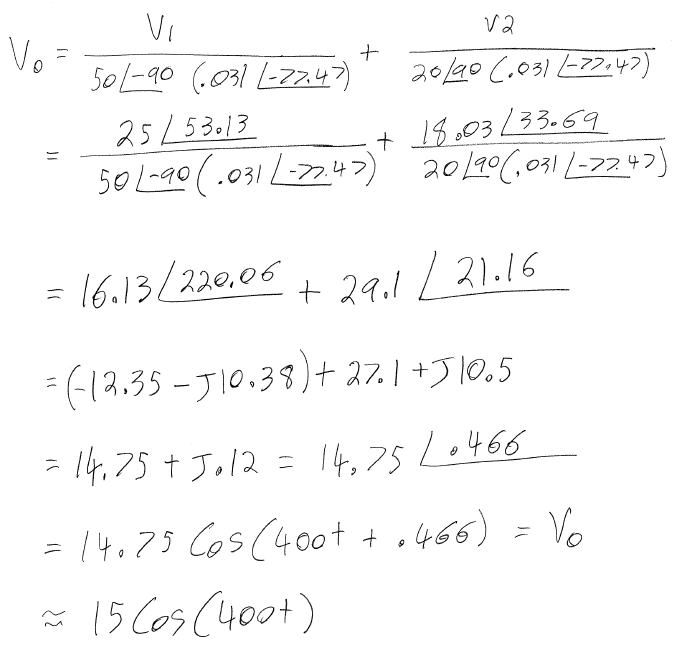 V₀ = V1 / 50∠-90 (.031∠-77.47) + V2 / 20∠90 (.031∠-77.47)
= 25∠53.13 / 50∠-90 (.031∠-77.47) + 18.03∠33.69 / 20∠90 (.031∠-77.47)
= 16.13∠220.06 + 29.1∠21.16
= (-12.35 - J10.38) + 27.1 + J10.5
= 14.75 + J.12 = 14.75∠.466
= 14.75 Cos(400t + .466) = V₀
≈ 15 Cos(400t)